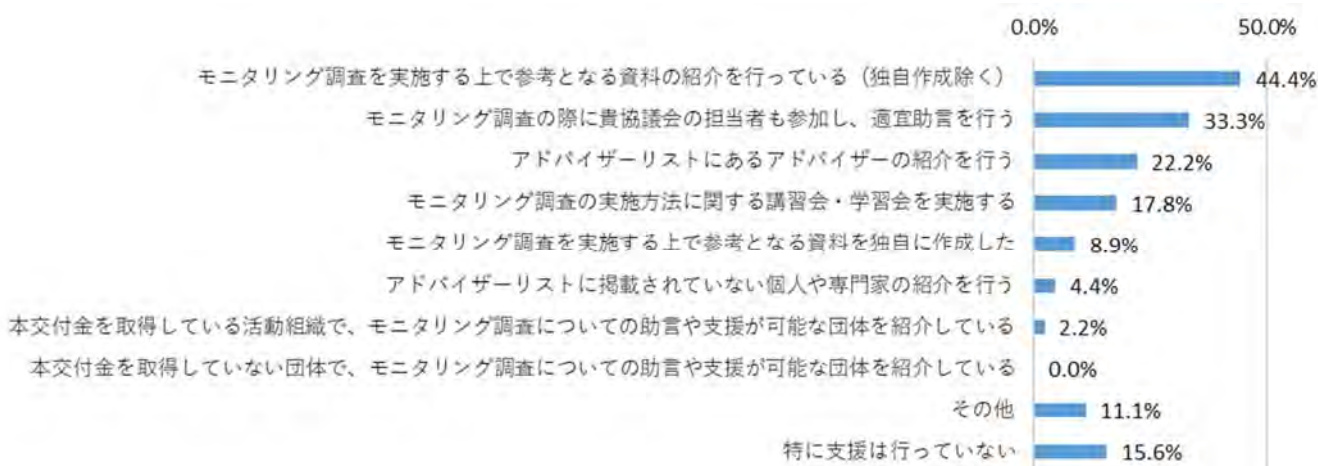 0.0% 50.0%
モニタリング調査を実施する上で参考となる資料の紹介を行っている（独自作成除く） 44.4%
モニタリング調査の際に貴協議会の担当者も参加し、適宜助言を行う 33.3%
アドバイザーリストにあるアドバイザーの紹介を行う 22.2%
モニタリング調査の実施方法に関する講習会・学習会を実施する 17.8%
モニタリング調査を実施する上で参考となる資料を独自に作成した 8.9%
アドバイザーリストに掲載されていない個人や専門家の紹介を行う 4.4%
本交付金を取得している活動組織で、モニタリング調査についての助言や支援が可能な団体を紹介している 2.2%
本交付金を取得していない団体で、モニタリング調査についての助言や支援が可能な団体を紹介している 0.0%
その他 11.1%
特に支援は行っていない 15.6%